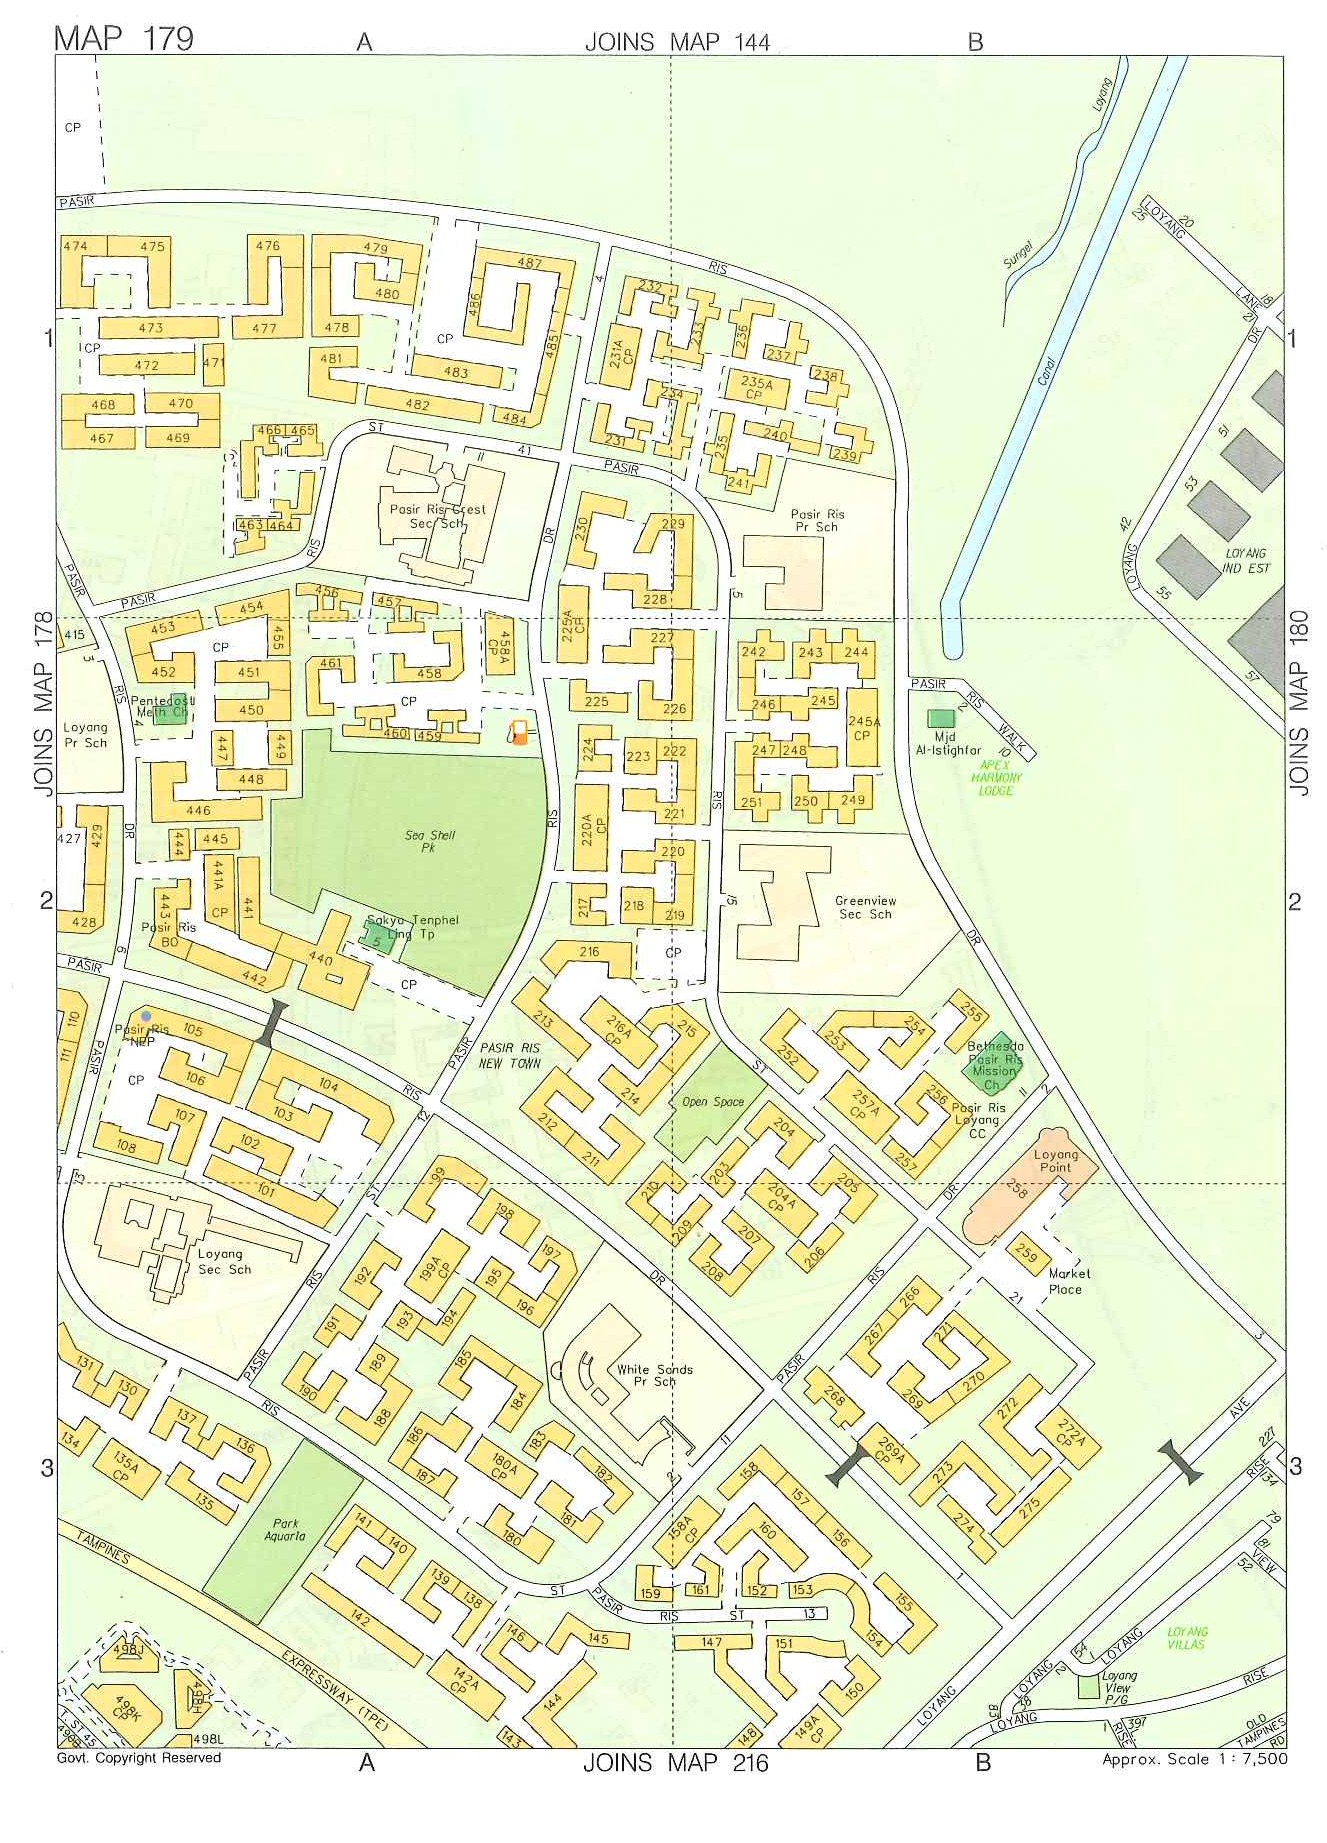 MAP 179
A
JOINS MAP 144
B
CP
PASIR
RIS
LOYANG
20
25
LANE
18
21
DR
Sungei
Loyang
Canal
474
475
476
479
480
487
486
485
473
477
478
CP
CP
472
471
481
483
482
484
468
470
467
469
4
232
231A
CP
233
236
237
235A
CP
238
234
231
235
240
239
241
1
1
466
465
463
464
ST
41
11
PASIR
RIS
Pasir Ris Crest
Sec Sch
DR
230
229
228
225A
CP
Pasir Ris
Pr Sch
5
51
53
42
LOYANG
55
57
LOYANG
IND EST
PASIR
PASIR
415
3
RIS
453
454
455
CP
452
451
450
Pentecost
Meth Ch
4
Loyang
Pr Sch
447
449
448
446
456
457
458A
CP
461
458
CP
460
459
227
225
226
224
223
222
221
220A
CP
220
217
218
219
242
243
244
246
245
245A
CP
247
248
251
250
249
PASIR
RIS
WALK
2
10
Mjd
Al-Istighfar
APEX
HARMONY
LODGE
JOINS MAP 178
JOINS MAP 180
427
429
428
DR
444
445
441A
CP
441
443
Pasir Ris
BO
442
440
Sea Shell
Pk
Sakya Tenphel
Ling Tp
5
CP
RIS
RIS
15
Greenview
Sec Sch
DR
2
2
6
PASIR
110
111
Pasir Ris
NPP
105
CP
106
104
103
107
102
108
101
PASIR
13
216
CP
213
216A
CP
215
214
212
211
PASIR RIS
NEW TOWN
PASIR
RIS
12
ST
Open Space
ST
252
253
254
255
257A
CP
256
257
Bethesda
Pasir Ris
Mission
Ch
Pasir Ris
Loyang
CC
11
2
Loyang
Point
258
DR
204
203
204A
CP
205
210
209
207
208
206
259
Market
Place
21
Loyang
Sec Sch
RIS
PASIR
99
198
197
199A
CP
195
196
192
193
194
191
189
190
188
185
184
186
187
183
180A
CP
182
181
180
DR
White Sands
Pr Sch
PASIR
RIS
11
2
266
267
271
270
269
268
269A
CP
272
272A
CP
273
274
275
3
AVE
227
RISE
134
79
81
VIEW
52
3
3
131
130
134
135A
CP
137
136
135
RIS
Park
Aquaria
TAMPINES
EXPRESSWAY (TPE)
141
140
139
138
142
142A
CP
146
145
144
143
ST
PASIR
RIS
ST
13
158
157
156
158A
CP
160
159
161
152
153
155
154
147
151
150
149A
CP
148
1
LOYANG
LOYANG
2
54
LOYANG
LOYANG
VILLAS
Loyang
View
P/G
83
38
LOYANG
RISE
1
397
RISE
OLD
TAMPINES
RD
498J
498K
CP
498H
498L
T. ST 45
Govt. Copyright Reserved
A
JOINS MAP 216
B
Approx. Scale 1 : 7,500